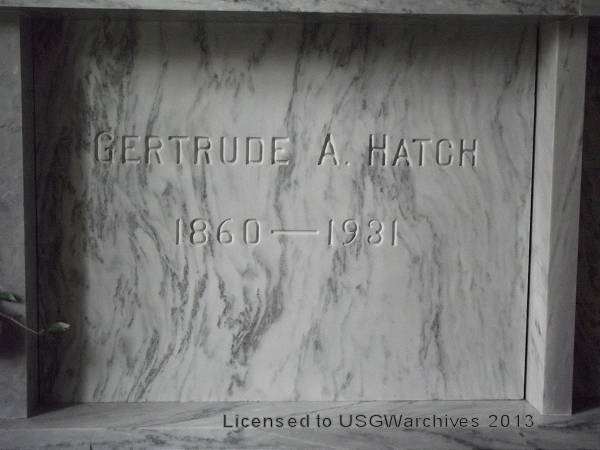 GERTRUDE A. HATCH
1860—1931
Licensed to USGWarchives 2013